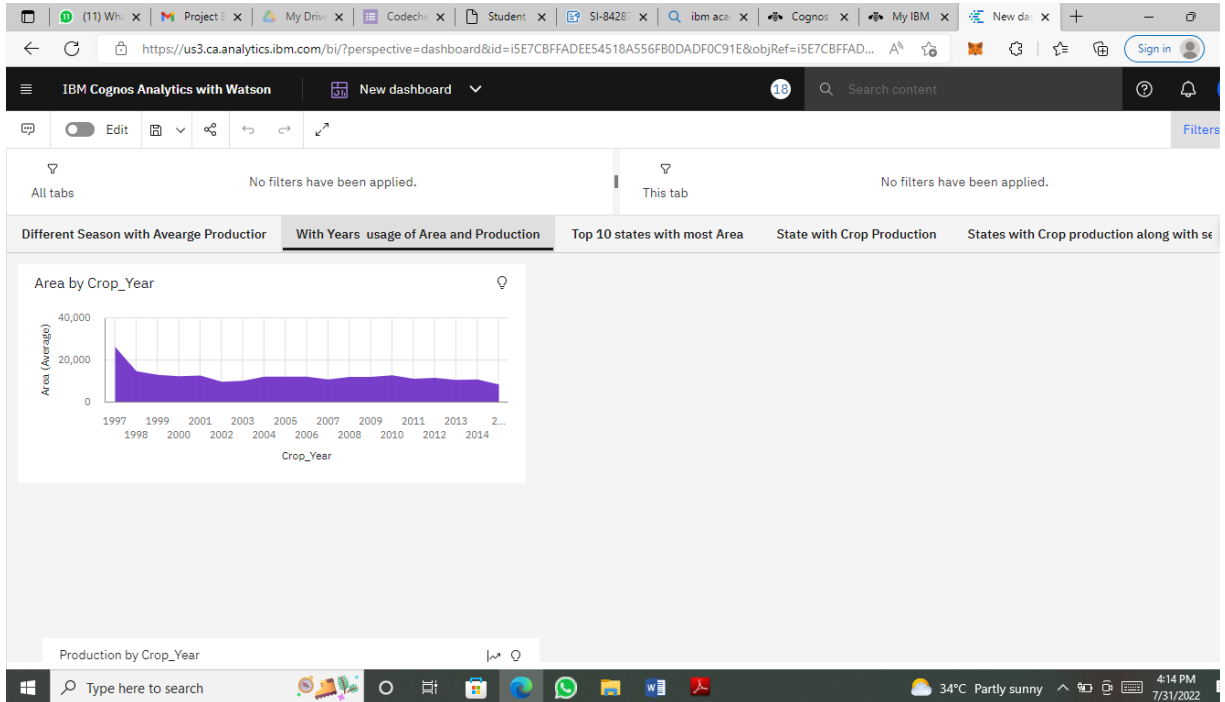 (11) Wha
Project E
My Drive
Codeche
Student
SI-84287
ibm aca
Cognos
My IBM
New das
https://us3.ca.analytics.ibm.com/bi/?perspective=dashboard&id=i5E7CBFFADEE54518A556FB0DADF0C91E&objRef=i5E7CBFFAD...
Sign in
IBM Cognos Analytics with Watson
New dashboard
18
Search content
Edit
Filters
All tabs
No filters have been applied.
This tab
No filters have been applied.
Different Season with Avearge Productior
With Years usage of Area and Production
Top 10 states with most Area
State with Crop Production
States with Crop production along with se
Area by Crop_Year
Area (Average)
40,000
20,000
0
1997 1999 2001 2003 2005 2007 2009 2011 2013 2...
1998 2000 2002 2004 2006 2008 2010 2012 2014
Crop_Year
Production by Crop_Year
Type here to search
34°C Partly sunny
4:14 PM
7/31/2022